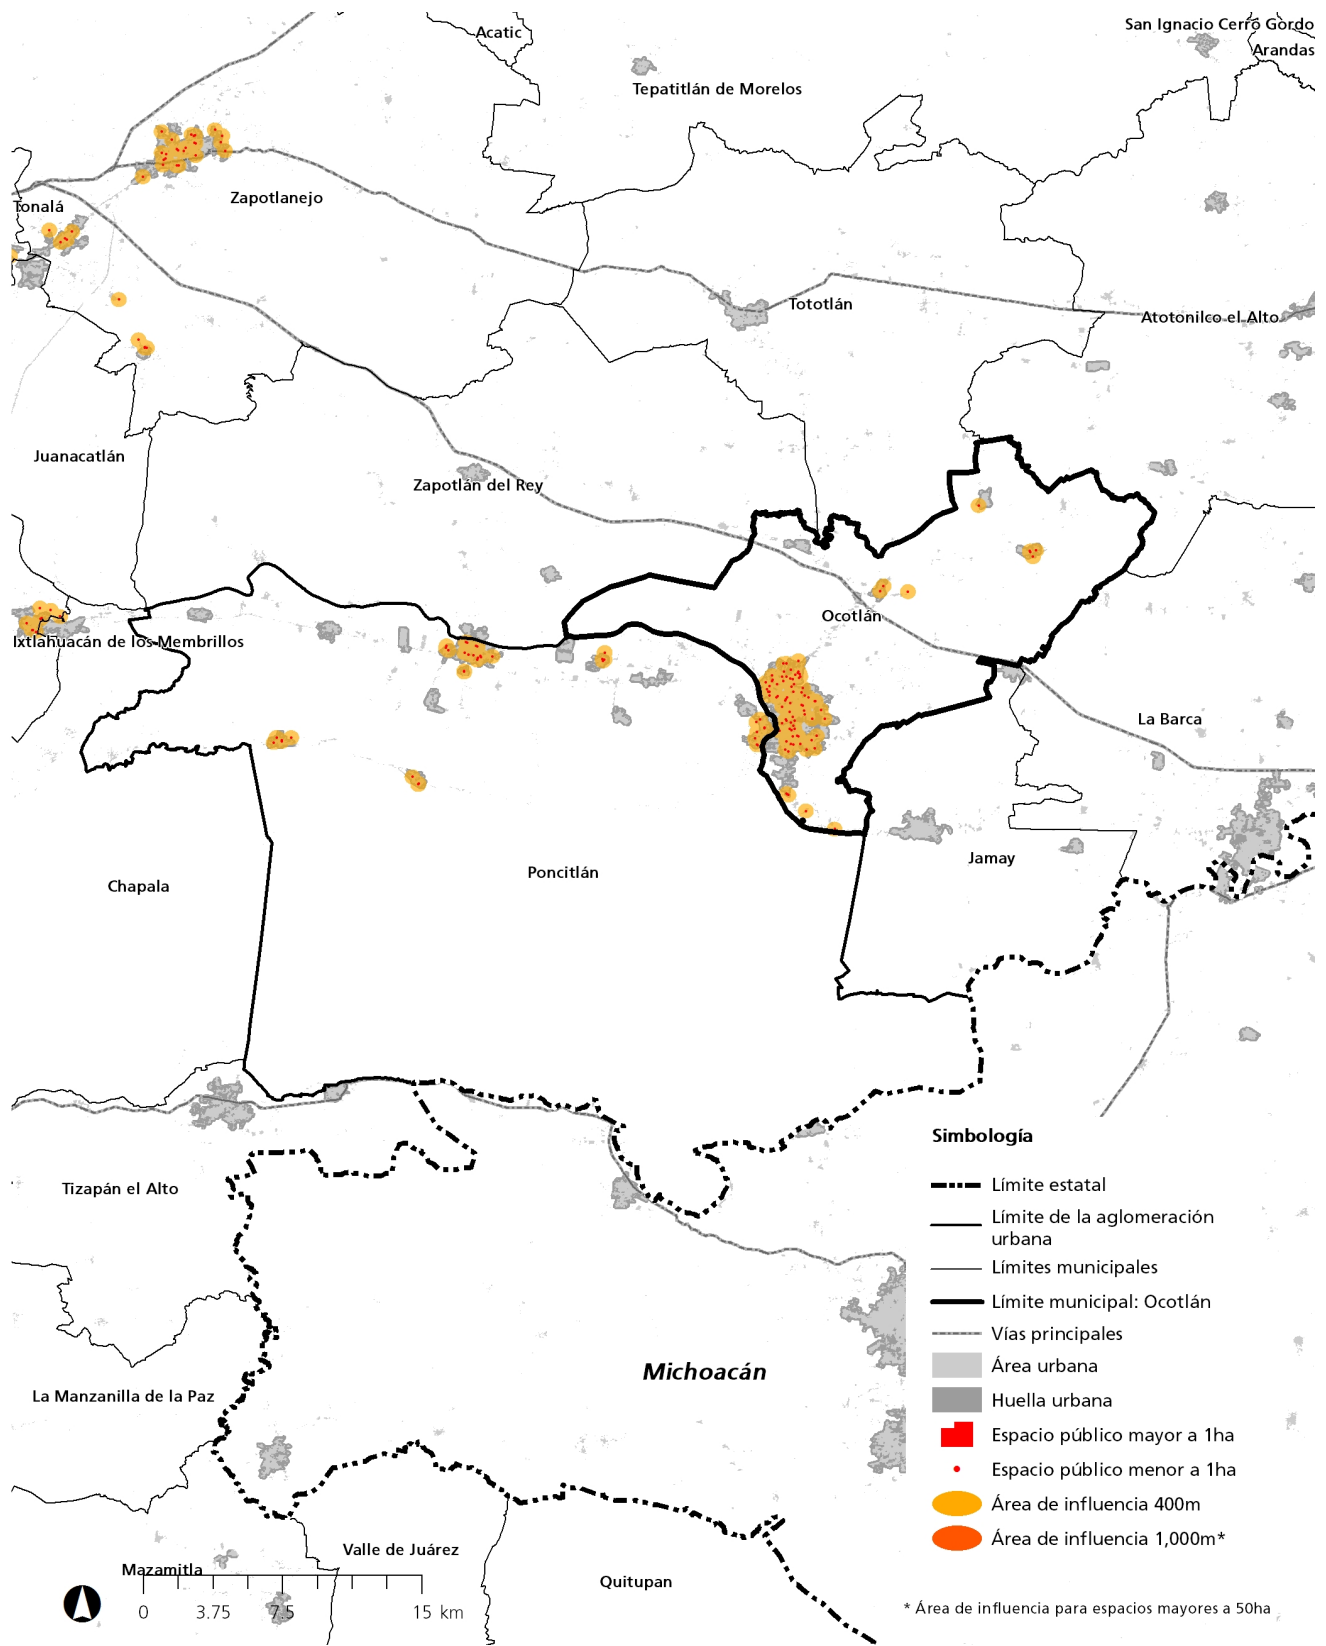 San Ignacio Cerro Gordo
Acatic
Arandas
Tepatitlán de Morelos
Zapotlanejo
Tonalá
Tototlán
Atotonilco el Alto
Juanacatlán
Zapotlán del Rey
Ocotlán
Ixtlahuacán de los Membrillos
La Barca
Jamay
Poncitlán
Chapala
Tizapán el Alto
Michoacán
La Manzanilla de la Paz
Valle de Juárez
Mazamitla
Quitupan
0 3.75 7.5 15 km
Simbología
Límite estatal
Límite de la aglomeración
urbana
Límites municipales
Límite municipal: Ocotlán
Vías principales
Área urbana
Huella urbana
Espacio público mayor a 1ha
Espacio público menor a 1ha
Área de influencia 400m
Área de influencia 1,000m*
* Área de influencia para espacios mayores a 50ha